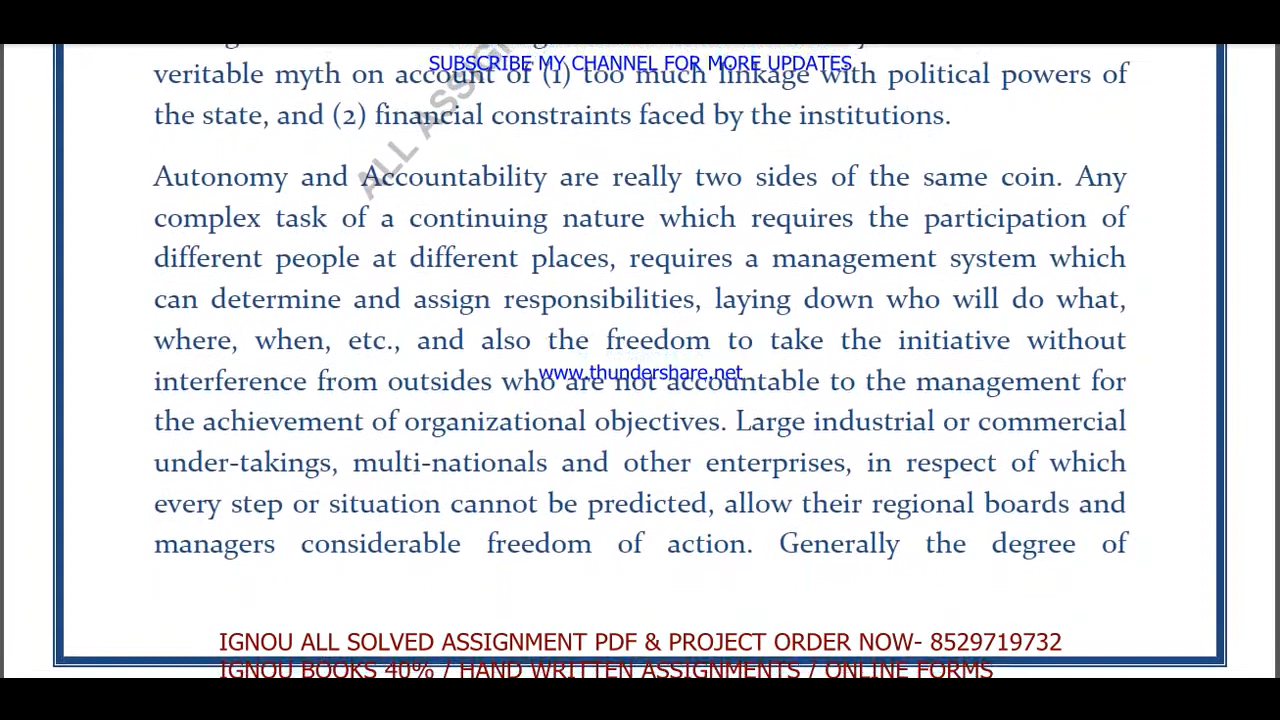 SUBSCRIBE MY CHANNEL FOR MORE UPDATES
veritable myth on account of (1) too much linkage with political powers of
the state, and (2) financial constraints faced by the institutions.
ALL ASSIG
Autonomy and Accountability are really two sides of the same coin. Any
complex task of a continuing nature which requires the participation of
different people at different places, requires a management system which
can determine and assign responsibilities, laying down who will do what,
where, when, etc., and also the freedom to take the initiative without
www.thundershare.net
interference from outsides who are not accountable to the management for
the achievement of organizational objectives. Large industrial or commercial
under-takings, multi-nationals and other enterprises, in respect of which
every step or situation cannot be predicted, allow their regional boards and
managers considerable freedom of action. Generally the degree of
IGNOU ALL SOLVED ASSIGNMENT PDF & PROJECT ORDER NOW- 8529719732
IGNOU BOOKS 40% / HAND WRITTEN ASSIGNMENTS / ONLINE FORMS